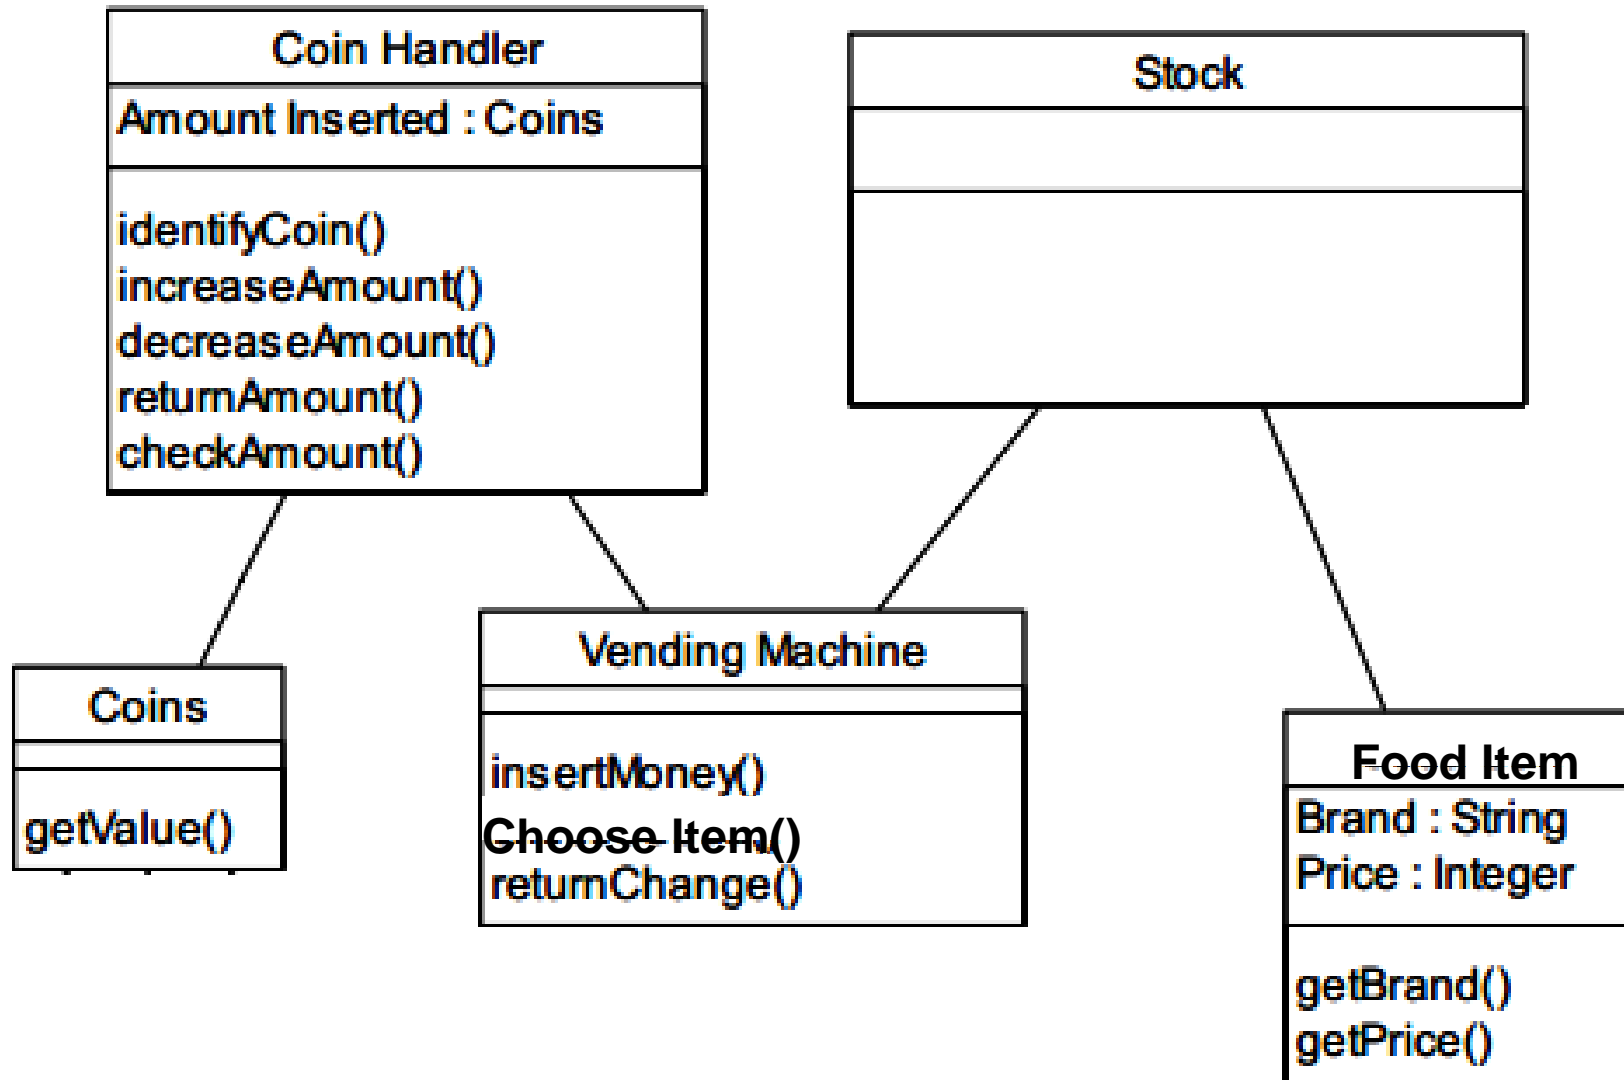 Coin Handler
Amount Inserted : Coins
identifyCoin()
increaseAmount()
decreaseAmount()
returnAmount()
checkAmount()
Stock
Coins
getValue()
Vending Machine
insertMoney()
Choose Item()
returnChange()
Food Item
Brand : String
Price : Integer
getBrand()
getPrice()